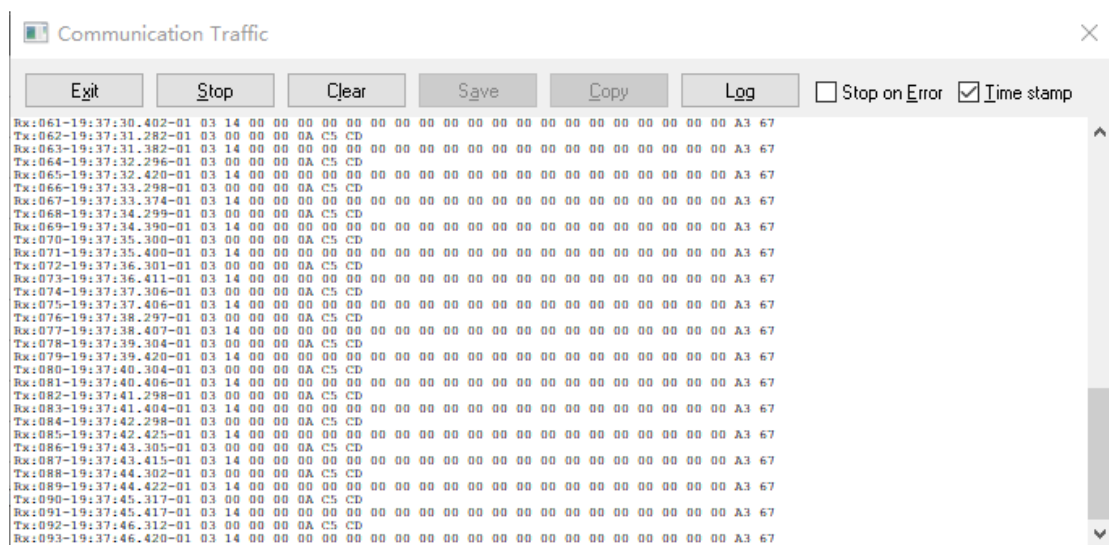 Communication Traffic
Exit Stop Clear Save Copy Log Stop on Error Time stamp
Rx:061-19:37:30.402-01 03 14 00 00 00 00 00 00 00 00 00 00 00 00 00 00 00 00 00 00 00 00 A3 67
Tx:062-19:37:31.282-01 03 00 00 00 0A C5 CD
Rx:063-19:37:31.382-01 03 14 00 00 00 00 00 00 00 00 00 00 00 00 00 00 00 00 00 00 00 00 A3 67
Tx:064-19:37:32.296-01 03 00 00 00 0A C5 CD
Rx:065-19:37:32.420-01 03 14 00 00 00 00 00 00 00 00 00 00 00 00 00 00 00 00 00 00 00 00 A3 67
Tx:066-19:37:33.298-01 03 00 00 00 0A C5 CD
Rx:067-19:37:33.374-01 03 14 00 00 00 00 00 00 00 00 00 00 00 00 00 00 00 00 00 00 00 00 A3 67
Tx:068-19:37:34.299-01 03 00 00 00 0A C5 CD
Rx:069-19:37:34.390-01 03 14 00 00 00 00 00 00 00 00 00 00 00 00 00 00 00 00 00 00 00 00 A3 67
Tx:070-19:37:35.300-01 03 00 00 00 0A C5 CD
Rx:071-19:37:35.400-01 03 14 00 00 00 00 00 00 00 00 00 00 00 00 00 00 00 00 00 00 00 00 A3 67
Tx:072-19:37:36.301-01 03 00 00 00 0A C5 CD
Rx:073-19:37:36.411-01 03 14 00 00 00 00 00 00 00 00 00 00 00 00 00 00 00 00 00 00 00 00 A3 67
Tx:074-19:37:37.306-01 03 00 00 00 0A C5 CD
Rx:075-19:37:37.406-01 03 14 00 00 00 00 00 00 00 00 00 00 00 00 00 00 00 00 00 00 00 00 A3 67
Tx:076-19:37:38.297-01 03 00 00 00 0A C5 CD
Rx:077-19:37:38.407-01 03 14 00 00 00 00 00 00 00 00 00 00 00 00 00 00 00 00 00 00 00 00 A3 67
Tx:078-19:37:39.304-01 03 00 00 00 0A C5 CD
Rx:079-19:37:39.420-01 03 14 00 00 00 00 00 00 00 00 00 00 00 00 00 00 00 00 00 00 00 00 A3 67
Tx:080-19:37:40.304-01 03 00 00 00 0A C5 CD
Rx:081-19:37:40.406-01 03 14 00 00 00 00 00 00 00 00 00 00 00 00 00 00 00 00 00 00 00 00 A3 67
Tx:082-19:37:41.298-01 03 00 00 00 0A C5 CD
Rx:083-19:37:41.404-01 03 14 00 00 00 00 00 00 00 00 00 00 00 00 00 00 00 00 00 00 00 00 A3 67
Tx:084-19:37:42.298-01 03 00 00 00 0A C5 CD
Rx:085-19:37:42.425-01 03 14 00 00 00 00 00 00 00 00 00 00 00 00 00 00 00 00 00 00 00 00 A3 67
Tx:086-19:37:43.305-01 03 00 00 00 0A C5 CD
Rx:087-19:37:43.415-01 03 14 00 00 00 00 00 00 00 00 00 00 00 00 00 00 00 00 00 00 00 00 A3 67
Tx:088-19:37:44.302-01 03 00 00 00 0A C5 CD
Rx:089-19:37:44.422-01 03 14 00 00 00 00 00 00 00 00 00 00 00 00 00 00 00 00 00 00 00 00 A3 67
Tx:090-19:37:45.317-01 03 00 00 00 0A C5 CD
Rx:091-19:37:45.417-01 03 14 00 00 00 00 00 00 00 00 00 00 00 00 00 00 00 00 00 00 00 00 A3 67
Tx:092-19:37:46.312-01 03 00 00 00 0A C5 CD
Rx:093-19:37:46.420-01 03 14 00 00 00 00 00 00 00 00 00 00 00 00 00 00 00 00 00 00 00 00 A3 67